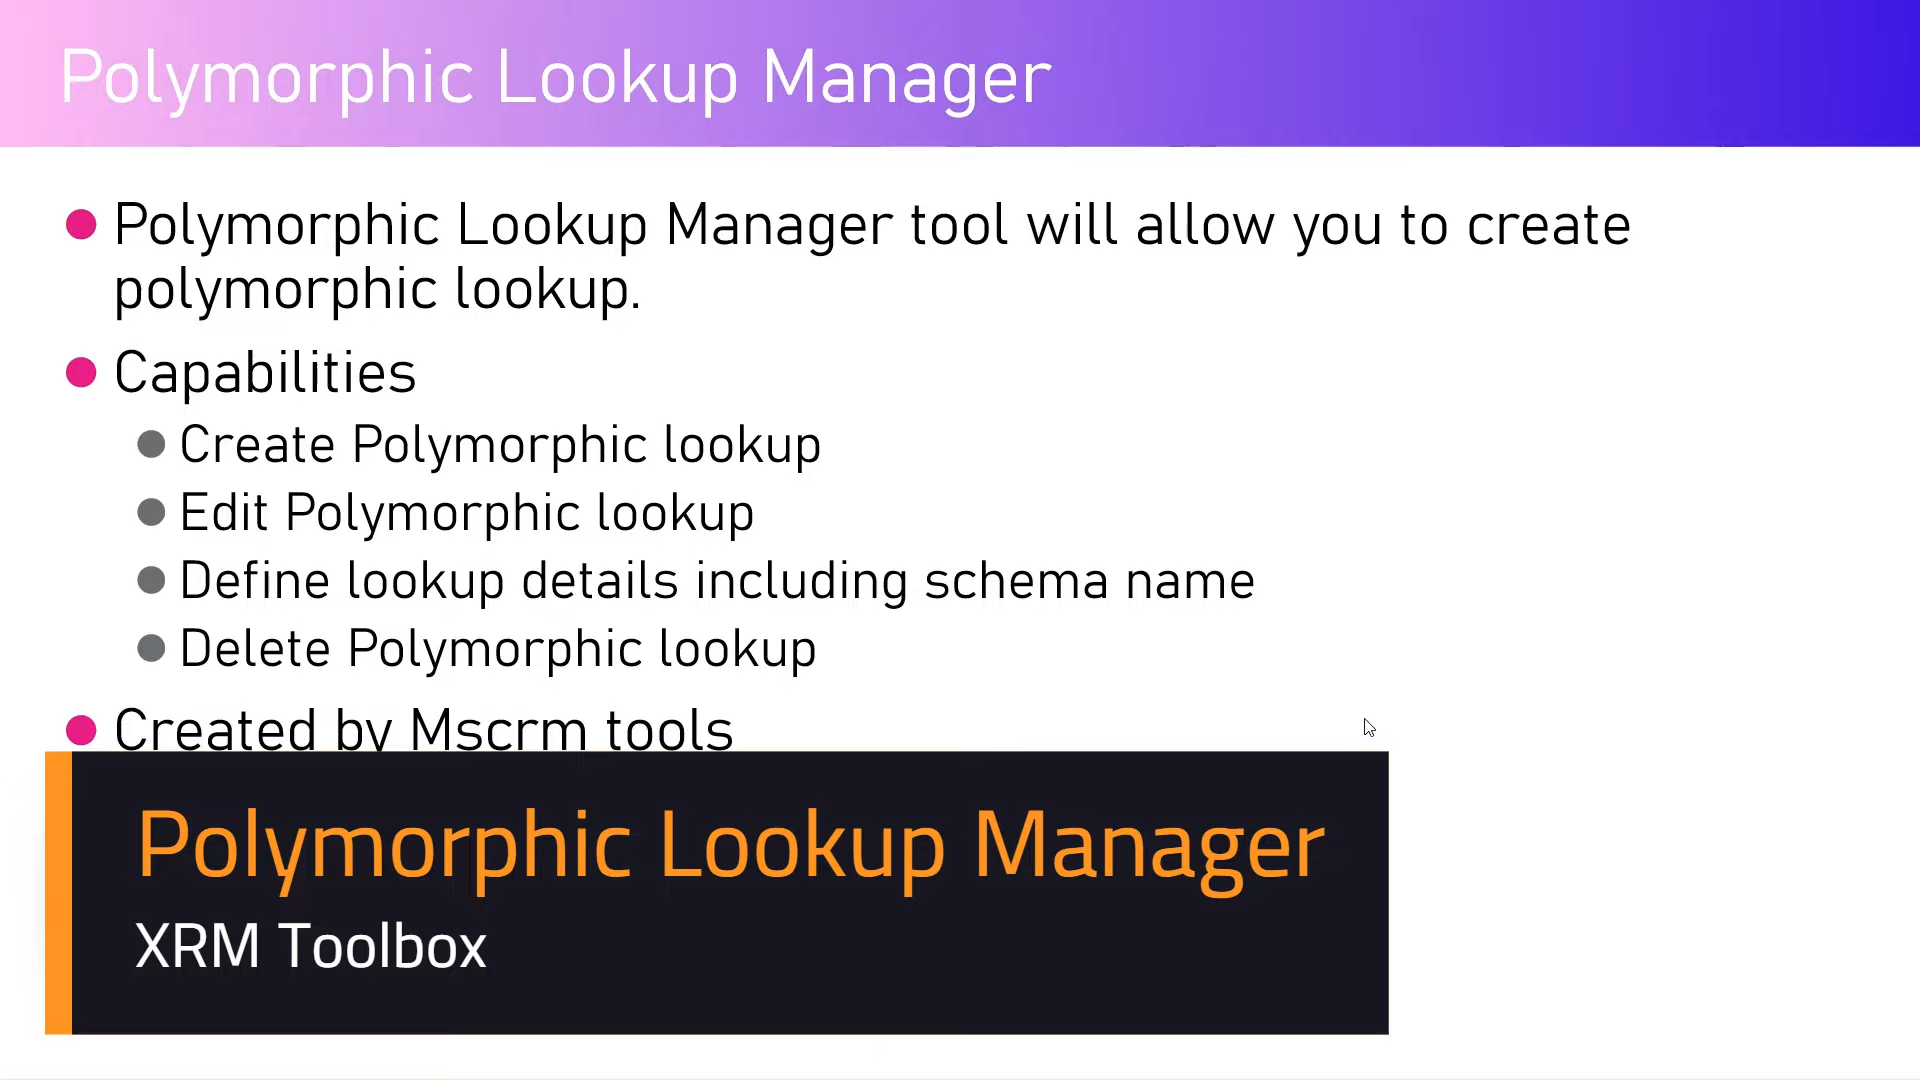 Polymorphic Lookup Manager
Polymorphic Lookup Manager tool will allow you to create
polymorphic lookup.
Capabilities
Create Polymorphic lookup
Edit Polymorphic lookup
Define lookup details including schema name
Delete Polymorphic lookup
Created by Mscrm tools
Polymorphic Lookup Manager
XRM Toolbox